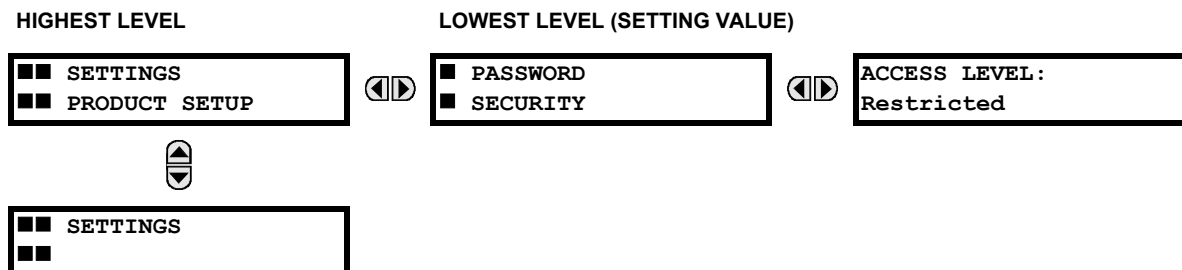 HIGHEST LEVEL
LOWEST LEVEL (SETTING VALUE)
■■ SETTINGS
■■ PRODUCT SETUP
■ PASSWORD
■ SECURITY
ACCESS LEVEL:
Restricted
■■ SETTINGS
■■